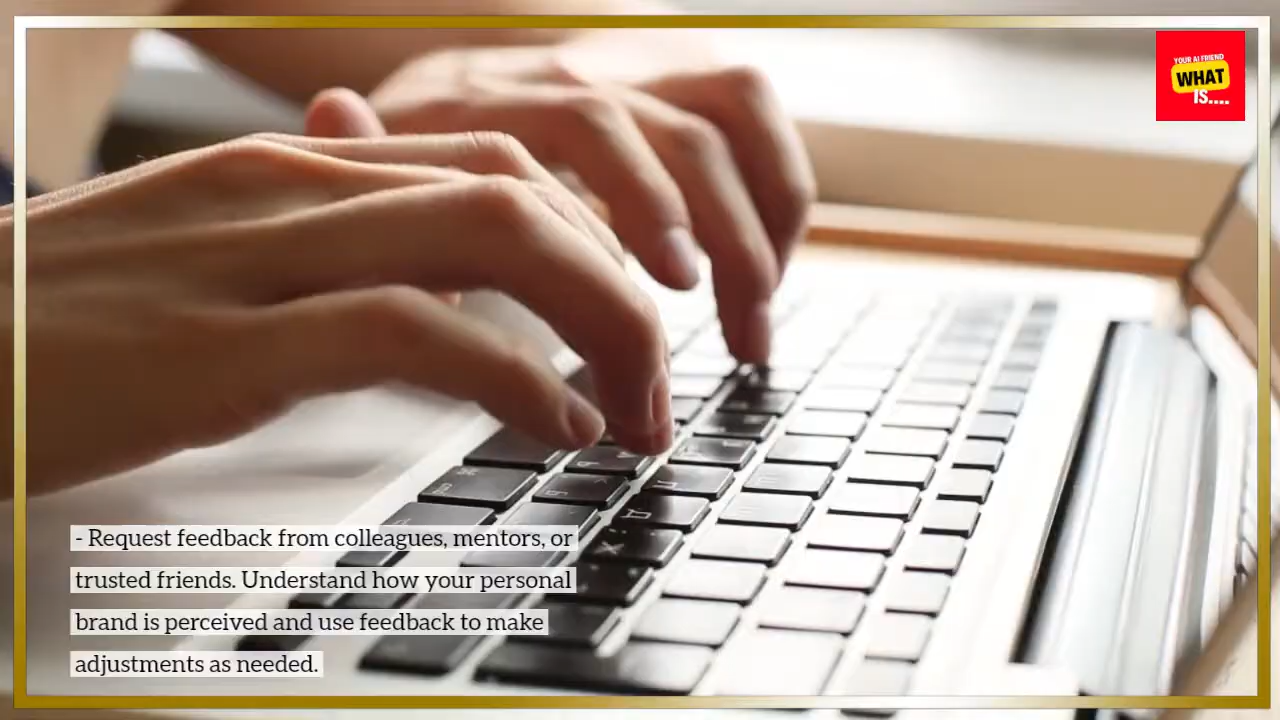 YOUR AI FRIEND
WHAT
IS....
- Request feedback from colleagues, mentors, or
trusted friends. Understand how your personal
brand is perceived and use feedback to make
adjustments as needed.